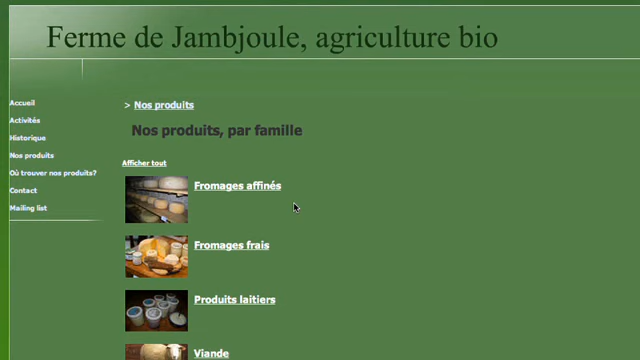 Ferme de Jambjoule, agriculture bio
Accueil
Activités
Historique
Nos produits
Où trouver nos produits?
Contact
Mailing list
> Nos produits
Nos produits, par famille
Afficher tout
Fromages affinés
Fromages frais
Produits laitiers
Viande